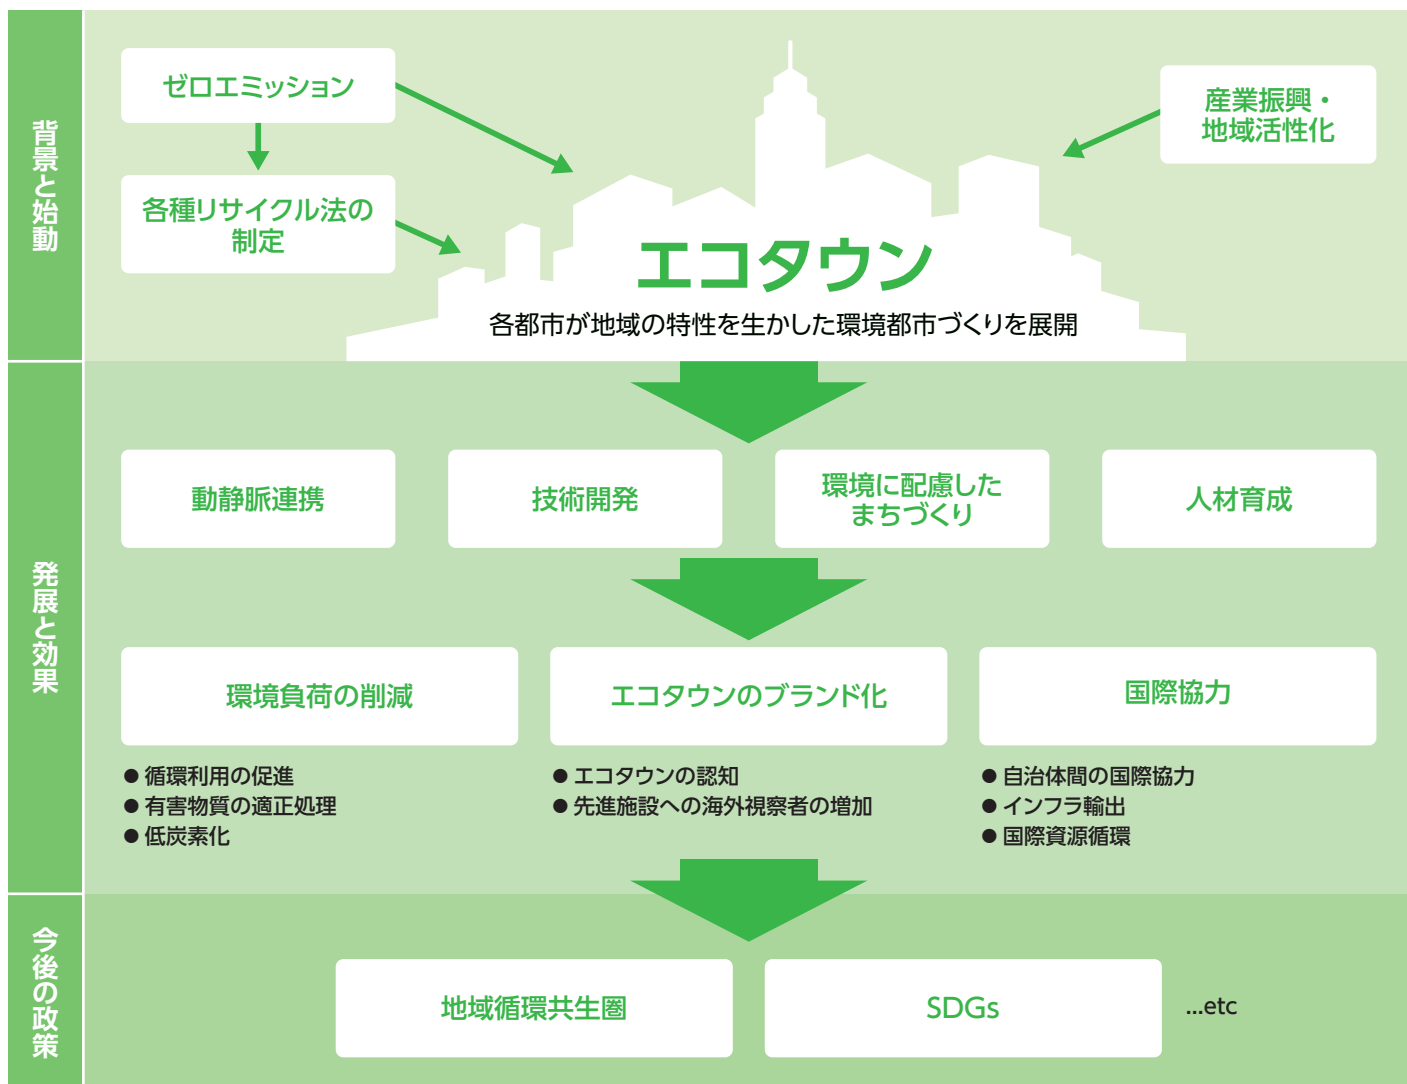 背景と始動
ゼロエミッション
各種リサイクル法の
制定
産業振興・
地域活性化
エコタウン
各都市が地域の特性を生かした環境都市づくりを展開
発展と効果
動静脈連携
技術開発
環境に配慮した
まちづくり
人材育成
環境負荷の削減
● 循環利用の促進
● 有害物質の適正処理
● 低炭素化
エコタウンのブランド化
● エコタウンの認知
● 先進施設への海外視察者の増加
国際協力
● 自治体間の国際協力
● インフラ輸出
● 国際資源循環
今後の政策
地域循環共生圏
SDGs
...etc